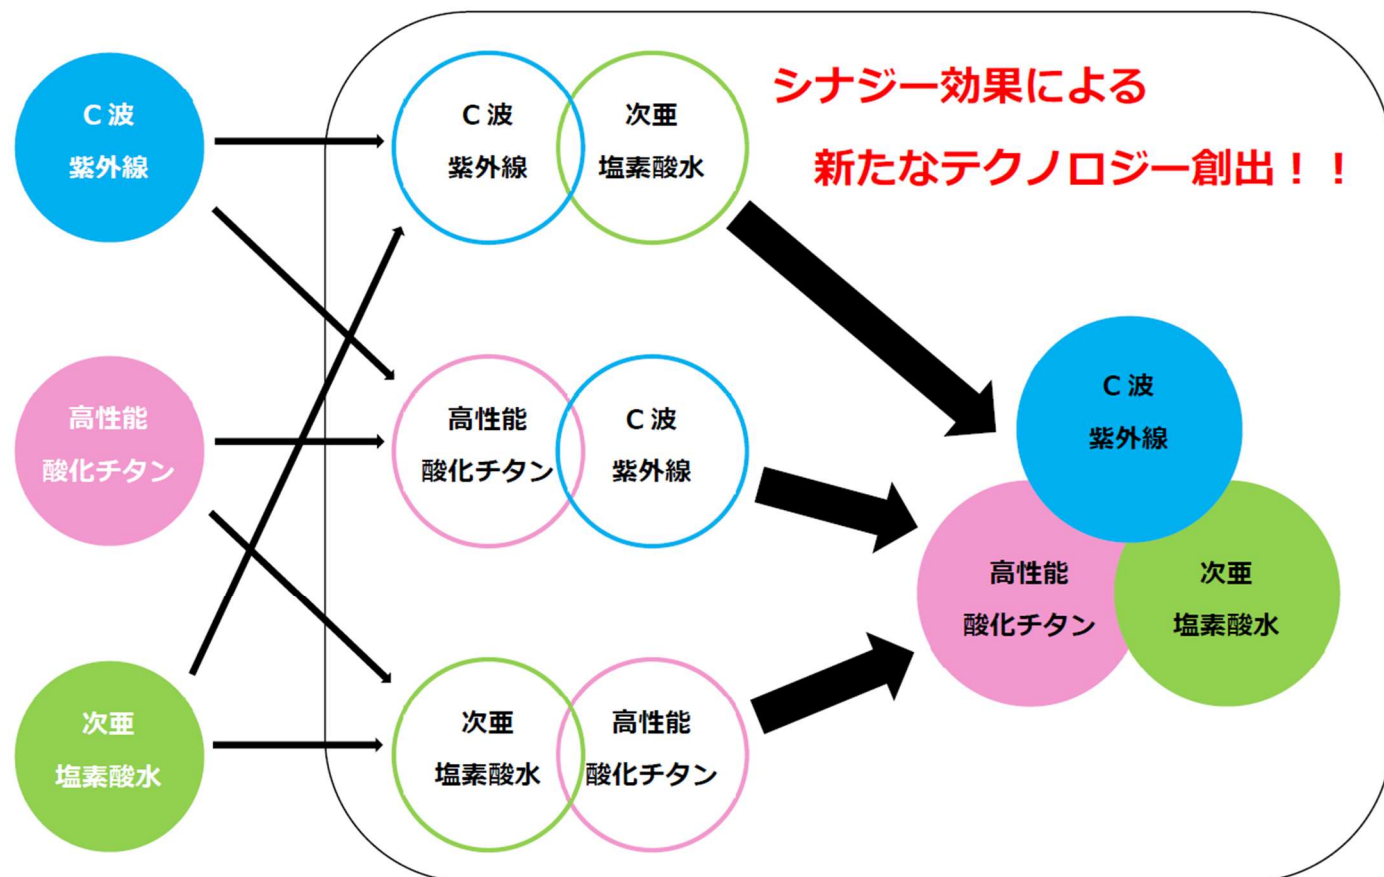 シナジー効果による
新たなテクノロジー創出！！
C波
紫外線
C波
紫外線
次亜
塩素酸水
高性能
酸化チタン
高性能
酸化チタン
C波
紫外線
次亜
塩素酸水
次亜
塩素酸水
高性能
酸化チタン
C波
紫外線
高性能
酸化チタン
次亜
塩素酸水